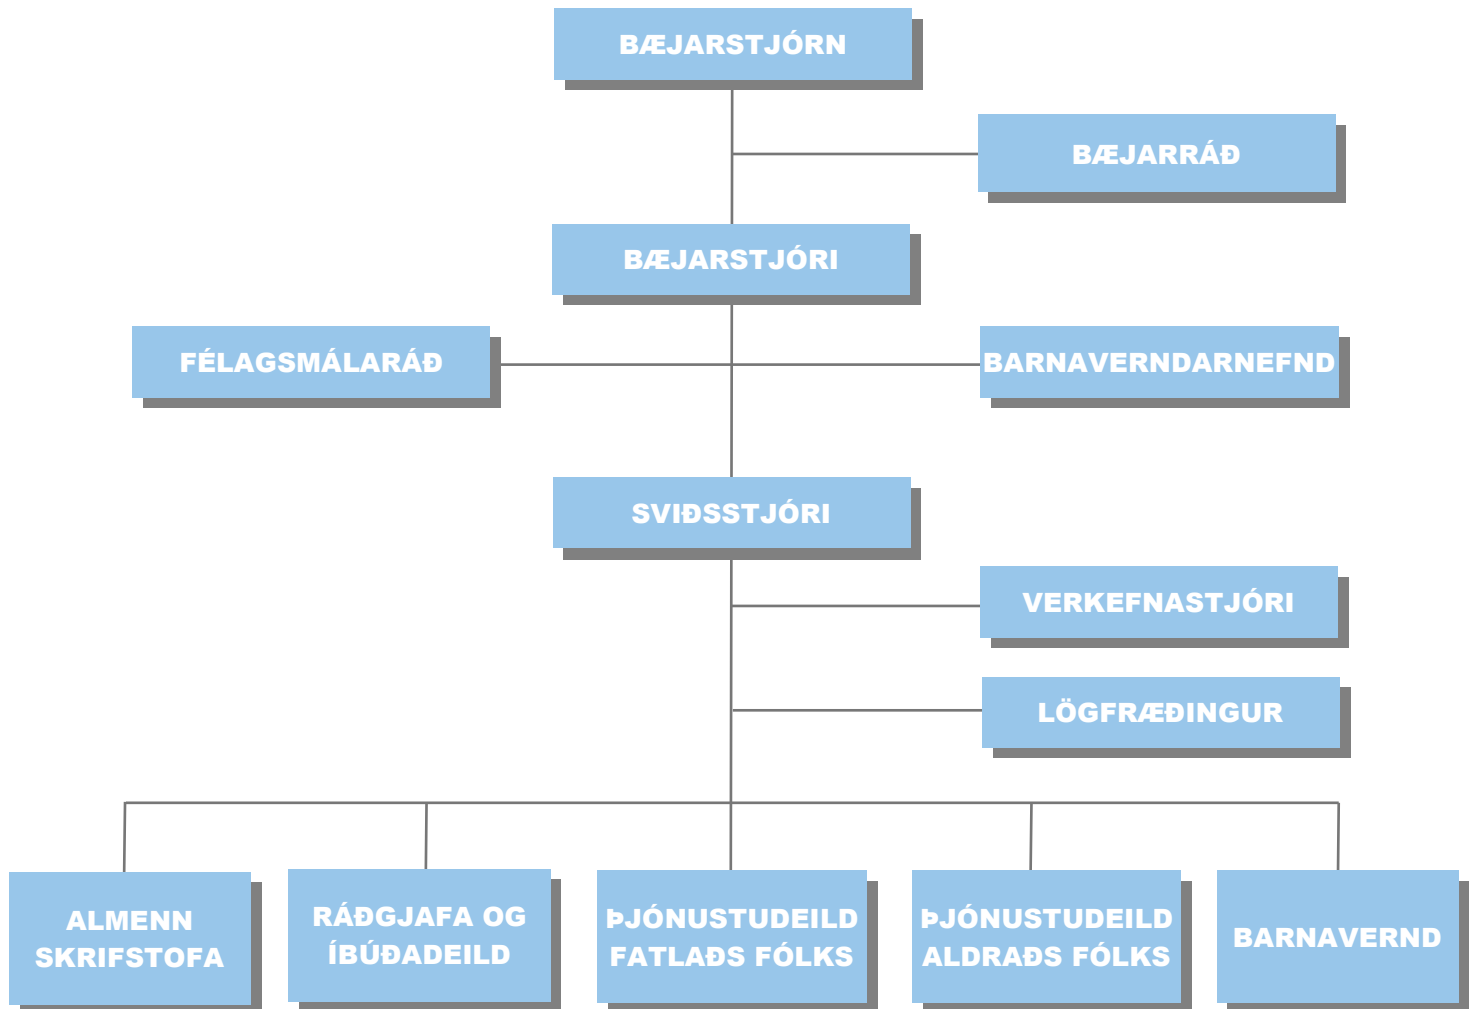 BÆJARSTJÓRN
BÆJARRÁÐ
BÆJARSTJÓRI
FÉLAGSMÁLARÁÐ
BARNAVERNDARNEFND
SVIÐSSTJÓRI
VERKEFNASTJÓRI
LÖGFRÆÐINGUR
ALMENN
SKRIFSTOFA
RÁÐGJAFA OG
ÍBÚÐADEILD
ÞJÓNUSTUDEILD
FATLAÐS FÓLKS
ÞJÓNUSTUDEILD
ALDRAÐS FÓLKS
BARNAVERND